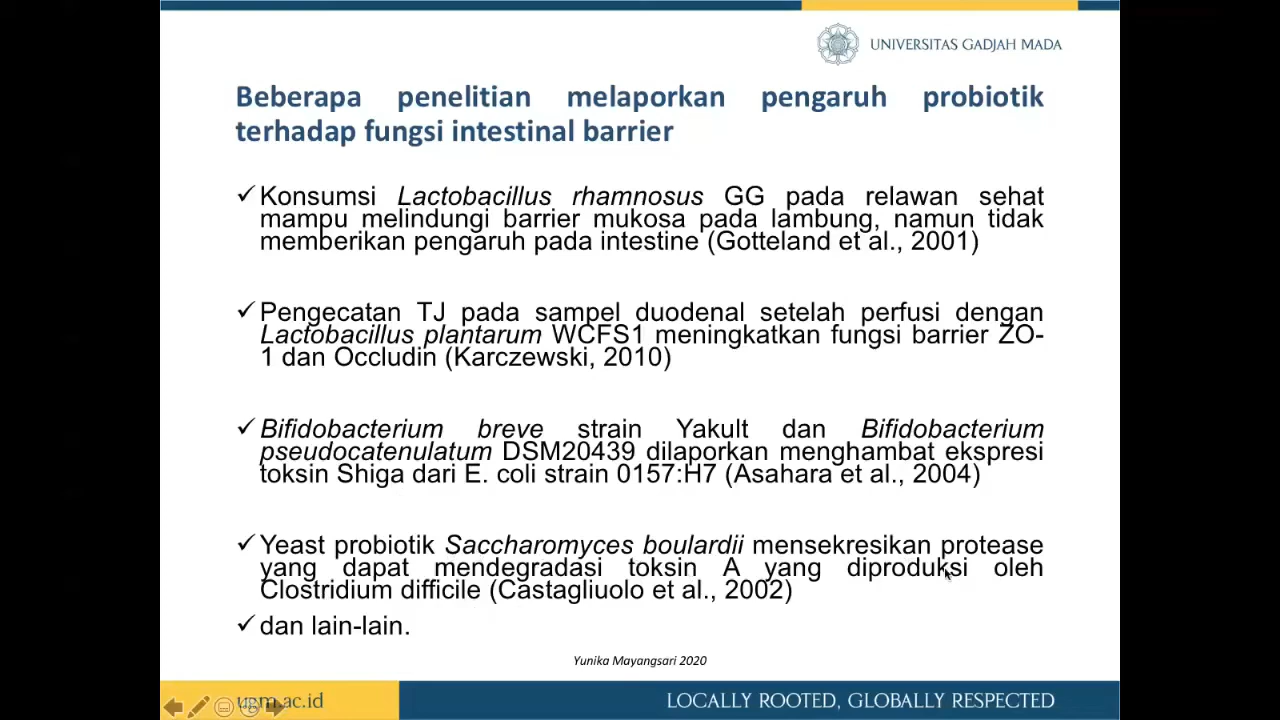 UNIVERSITAS GADJAH MADA
Beberapa penelitian melaporkan pengaruh probiotik
terhadap fungsi intestinal barrier
✓Konsumsi Lactobacillus rhamnosus GG pada relawan sehat
mampu melindungi barrier mukosa pada lambung, namun tidak
memberikan pengaruh pada intestine (Gotteland et al., 2001)
✓Pengecatan TJ pada sampel duodenal setelah perfusi dengan
Lactobacillus plantarum WCFS1 meningkatkan fungsi barrier ZO-
1 dan Occludin (Karczewski, 2010)
✓Bifidobacterium breve strain Yakult dan Bifidobacterium
pseudocatenulatum DSM20439 dilaporkan menghambat ekspresi
toksin Shiga dari E. coli strain 0157:H7 (Asahara et al., 2004)
✓Yeast probiotik Saccharomyces boulardii mensekresikan protease
yang dapat mendegradasi toksin A yang diproduksi oleh
Clostridium difficile (Castagliuolo et al., 2002)
✓dan lain-lain.
Yunika Mayangsari 2020
ugm.ac.id
LOCALLY ROOTED, GLOBALLY RESPECTED